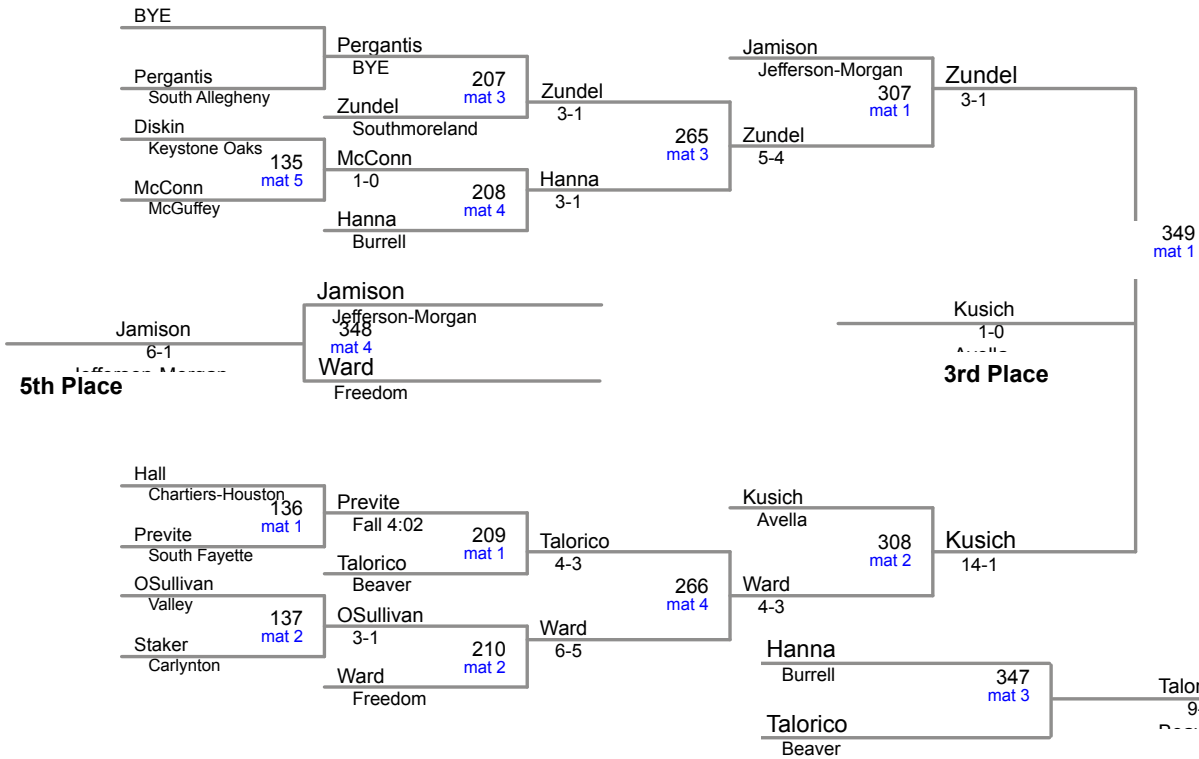 BYE
Pergantis
South Allegheny
Diskin
Keystone Oaks
135
mat 5
McConn
McGuffey
Pergantis
BYE
207
mat 3
Zundel
Southmoreland
McConn
1-0
208
mat 4
Hanna
Burrell
Zundel
3-1
265
mat 3
Hanna
3-1
Jamison
Jefferson-Morgan
307
mat 1
Zundel
5-4
Zundel
3-1
349
mat 1
Jamison
Jefferson-Morgan
348
mat 4
Ward
Freedom
Jamison
6-1
Jefferson-Morgan
5th Place
Kusich
1-0
Avella
3rd Place
Hall
Chartiers-Houston
136
mat 1
Previte
South Fayette
OSullivan
Valley
137
mat 2
Staker
Carlynton
Previte
Fall 4:02
209
mat 1
Talorico
Beaver
OSullivan
3-1
210
mat 2
Ward
Freedom
Talorico
4-3
266
mat 4
Ward
6-5
Kusich
Avella
308
mat 2
Ward
4-3
Kusich
14-1
Hanna
Burrell
347
mat 3
Talorico
Beaver
Talor
9-